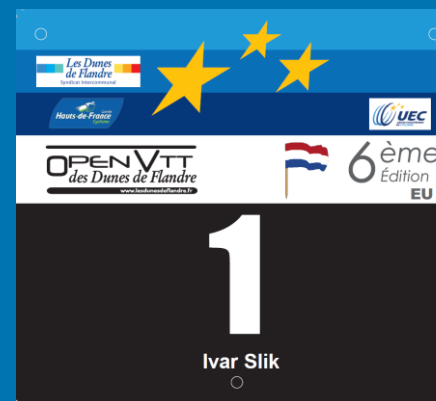 Les Dunes
de Flandre
Syndicat Intercommunal
Hauts-de-France
UEC
OPEN VTT
des Dunes de Flandre
www.lesdunesdeflandre.fr
6ème
Édition
EU
1
Ivar Slik